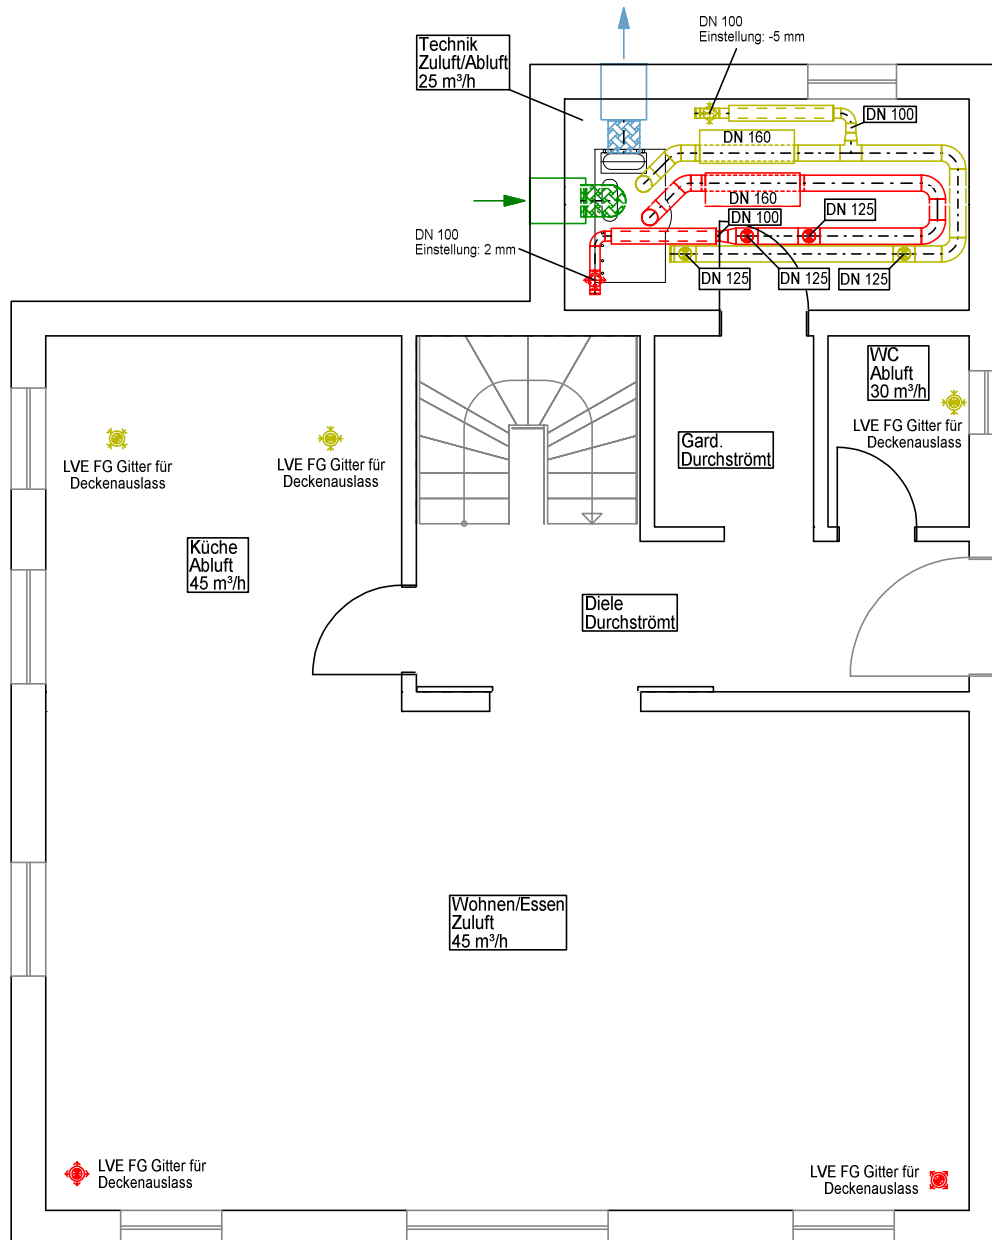 DN 100
Einstellung: -5 mm
Technik
Zuluft/Abluft
25 m³/h
DN 100
DN 160
DN 160
DN 100
DN 125
DN 100
Einstellung: 2 mm
DN 125
DN 125
DN 125
WC
Abluft
30 m³/h
LVE FG Gitter für
Deckenauslass
Gard.
Durchströmt
LVE FG Gitter für
Deckenauslass
LVE FG Gitter für
Deckenauslass
Küche
Abluft
45 m³/h
Diele
Durchströmt
Wohnen/Essen
Zuluft
45 m³/h
LVE FG Gitter für
Deckenauslass
LVE FG Gitter für
Deckenauslass